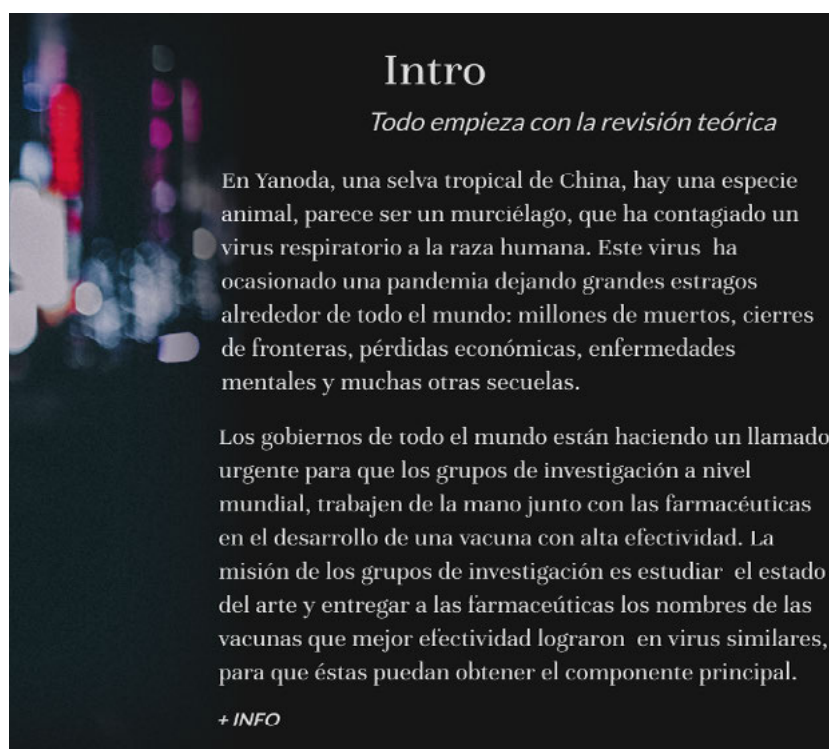 Intro
Todo empieza con la revisión teórica
En Yanoda, una selva tropical de China, hay una especie
animal, parece ser un murciélago, que ha contagiado un
virus respiratorio a la raza humana. Este virus  ha
ocasionado una pandemia dejando grandes estragos
alrededor de todo el mundo: millones de muertos, cierres
de fronteras, pérdidas económicas, enfermedades
mentales y muchas otras secuelas.
Los gobiernos de todo el mundo están haciendo un llamado
urgente para que los grupos de investigación a nivel
mundial, trabajen de la mano junto con las farmacéuticas
en el desarrollo de una vacuna con alta efectividad. La
misión de los grupos de investigación es estudiar  el estado
del arte y entregar a las farmaceúticas los nombres de las
vacunas que mejor efectividad lograron  en virus similares,
para que éstas puedan obtener el componente principal.
+ INFO